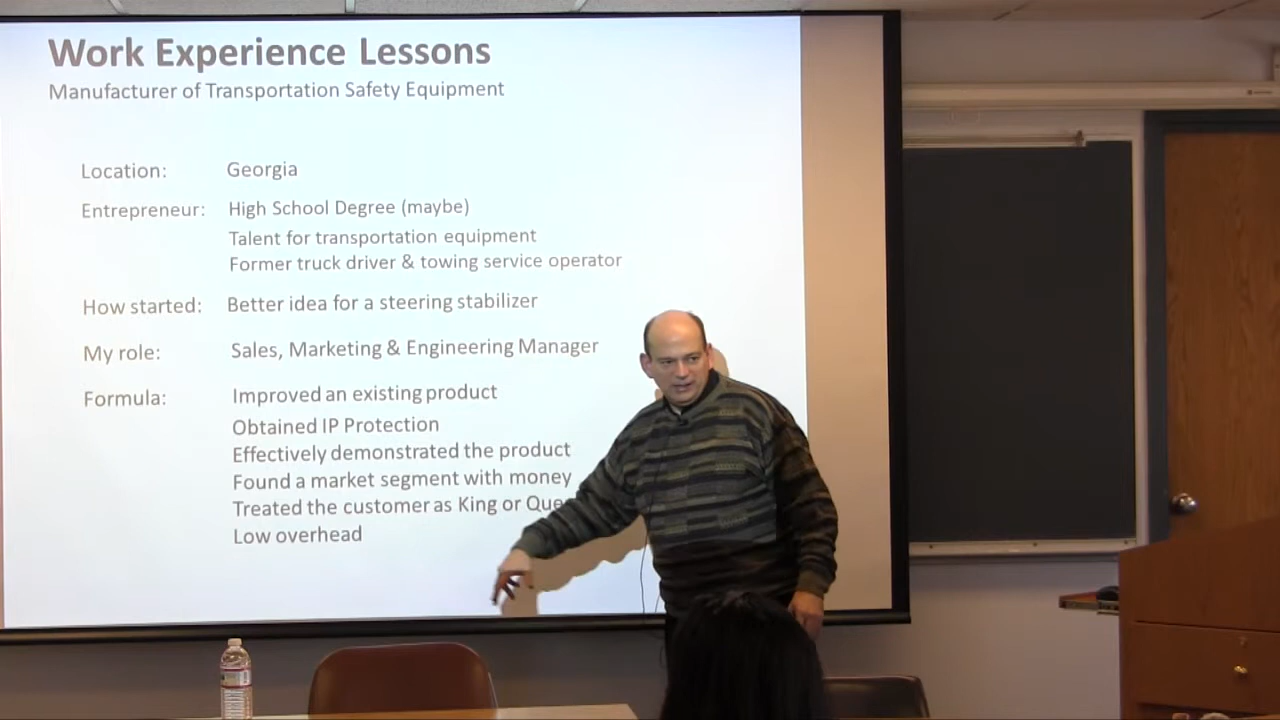 Work Experience Lessons
Manufacturer of Transportation Safety Equipment
Location: Georgia
Entrepreneur: High School Degree (maybe)
Talent for transportation equipment
Former truck driver & towing service operator
How started: Better idea for a steering stabilizer
My role: Sales, Marketing & Engineering Manager
Formula: Improved an existing product
Obtained IP Protection
Effectively demonstrated the product
Found a market segment with money
Treated the customer as King or Que
Low overhead